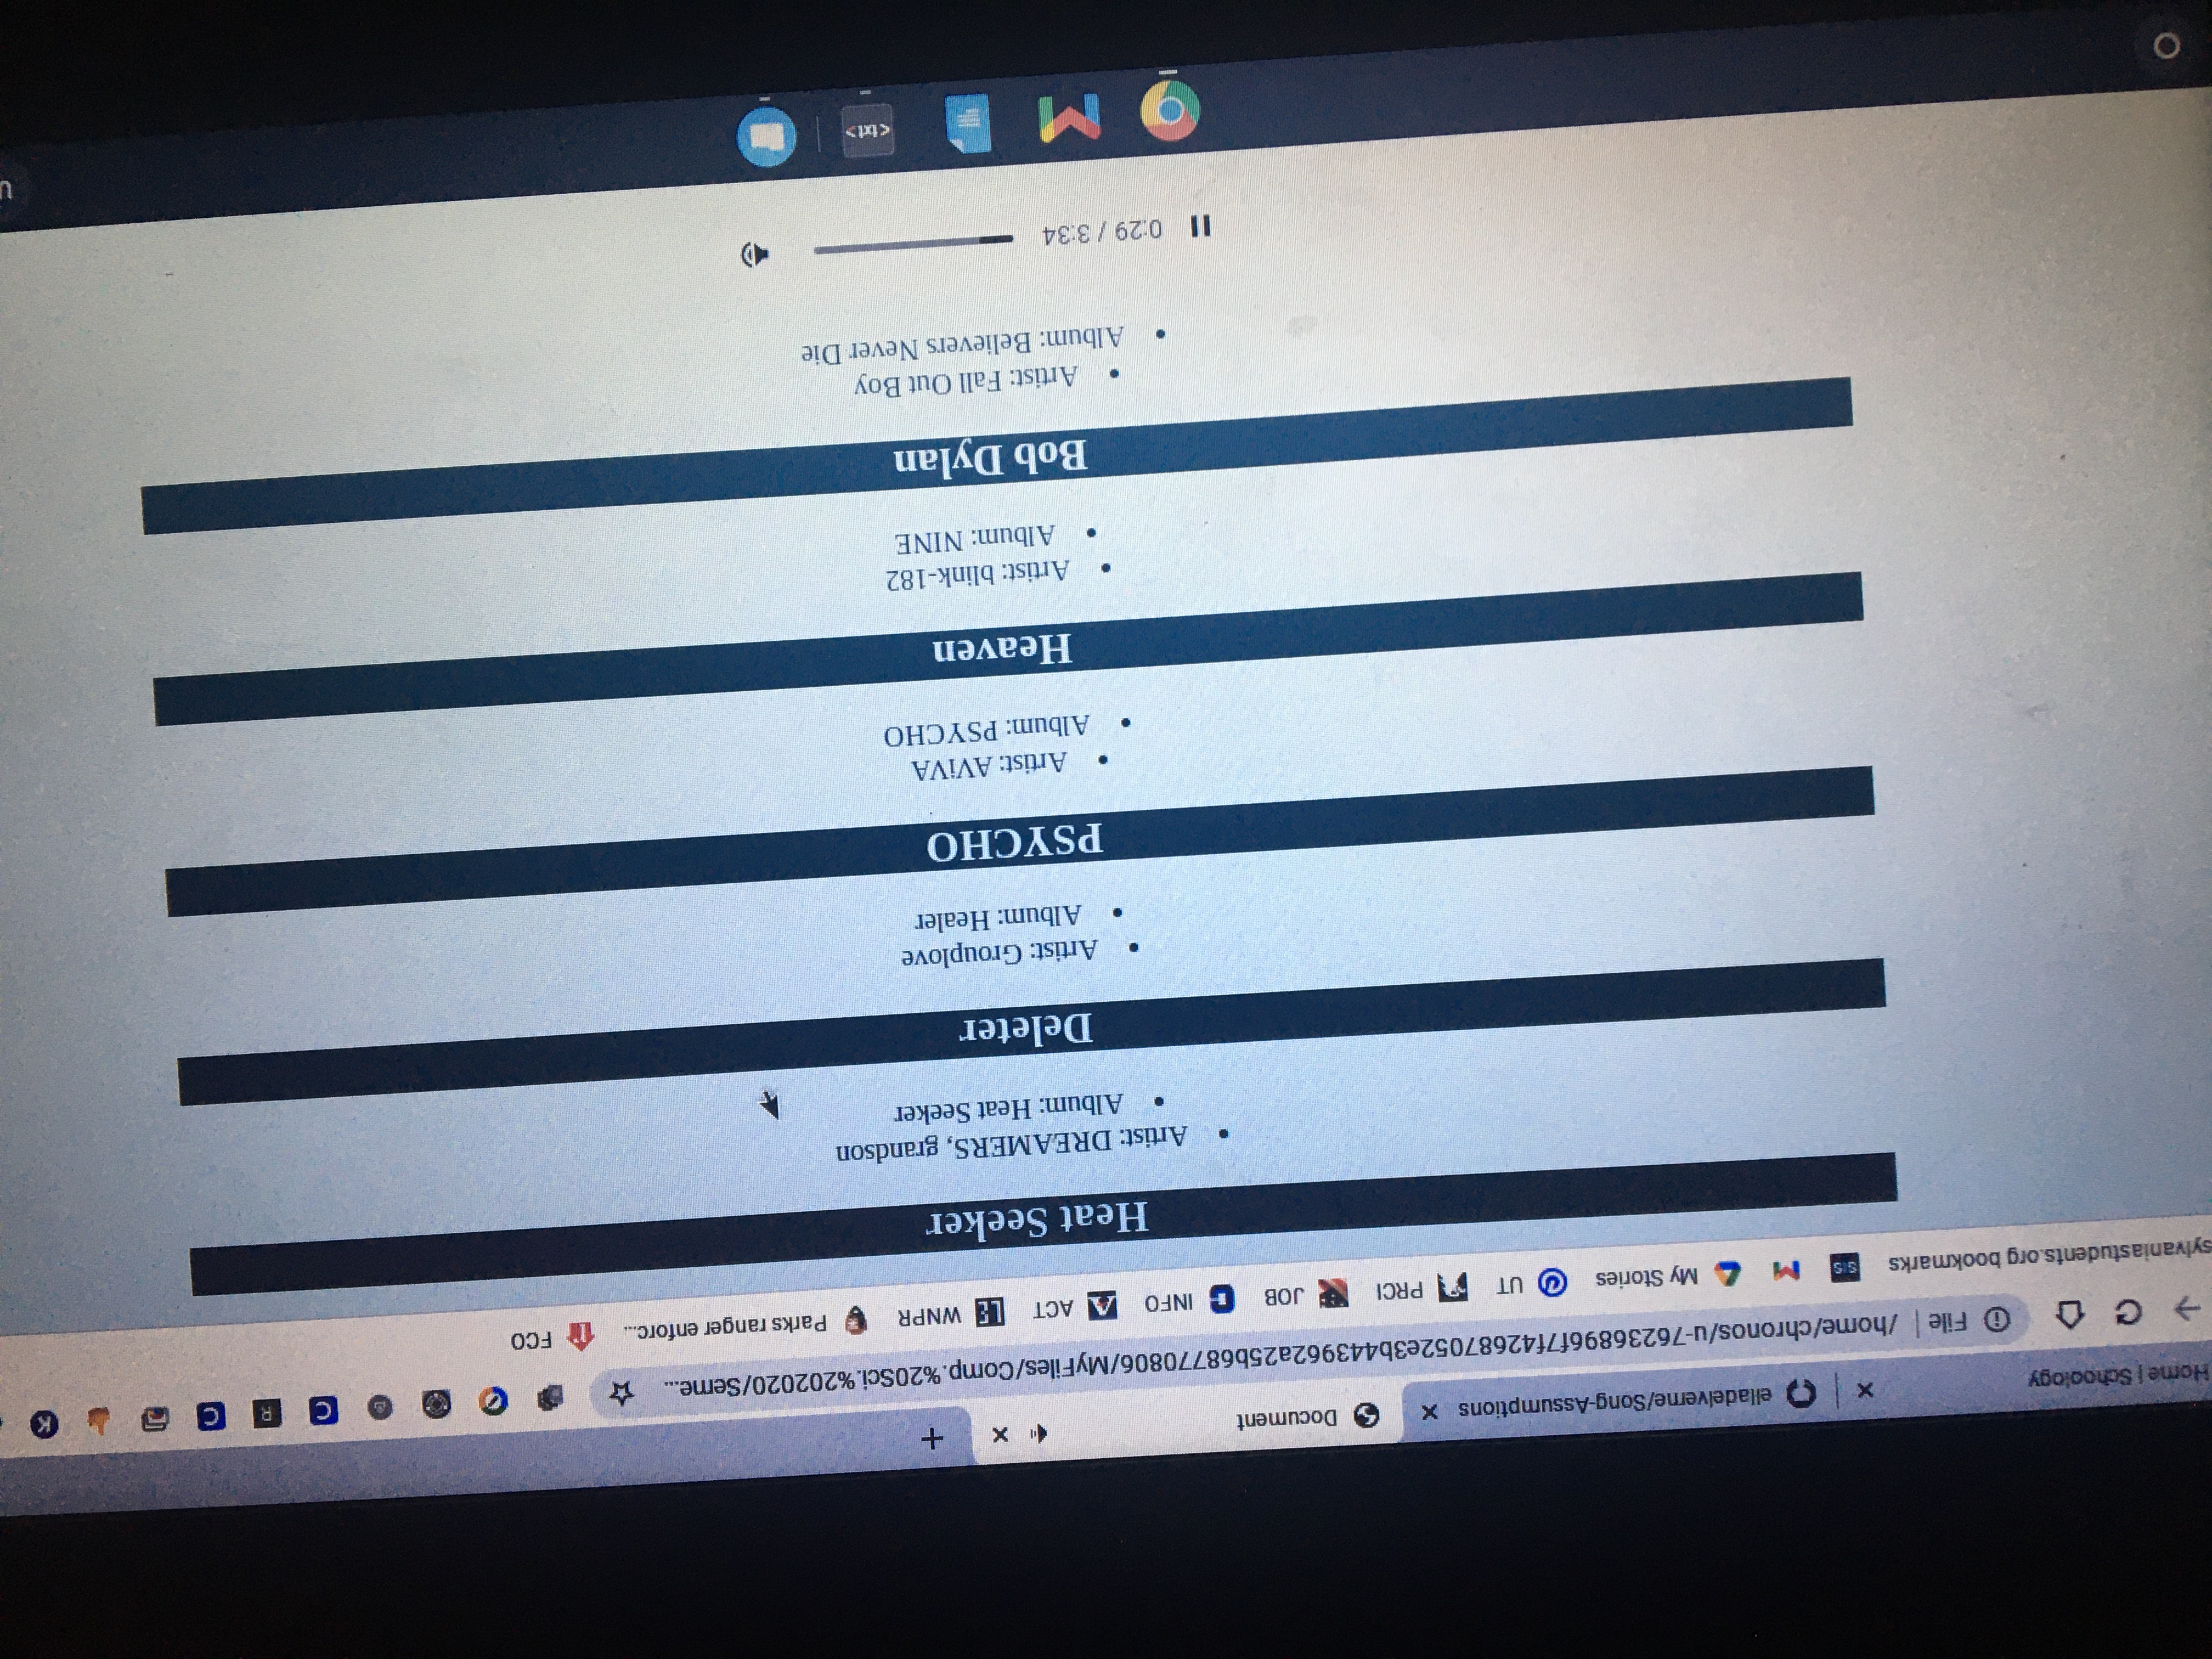 Home | Schoology
elladelverne/Song-Assumptions
Document
File | /home/chronos/u-76236896f7f42687052e3b443962a25b68770806/MyFiles/Comp.%20Sci.%202020/Seme...
sylvaniastudents.org bookmarks
SIS
My Stories
UT
PRCI
JOB
INFO
ACT
WNPR
Parks ranger enforc...
FCO
Heat Seeker
• Artist: DREAMERS, grandson
• Album: Heat Seeker
Deleter
• Artist: Grouplove
• Album: Healer
PSYCHO
• Artist: AViVA
• Album: PSYCHO
Heaven
• Artist: blink-182
• Album: NINE
Bob Dylan
• Artist: Fall Out Boy
• Album: Believers Never Die
0:29 / 3:34
<txt>